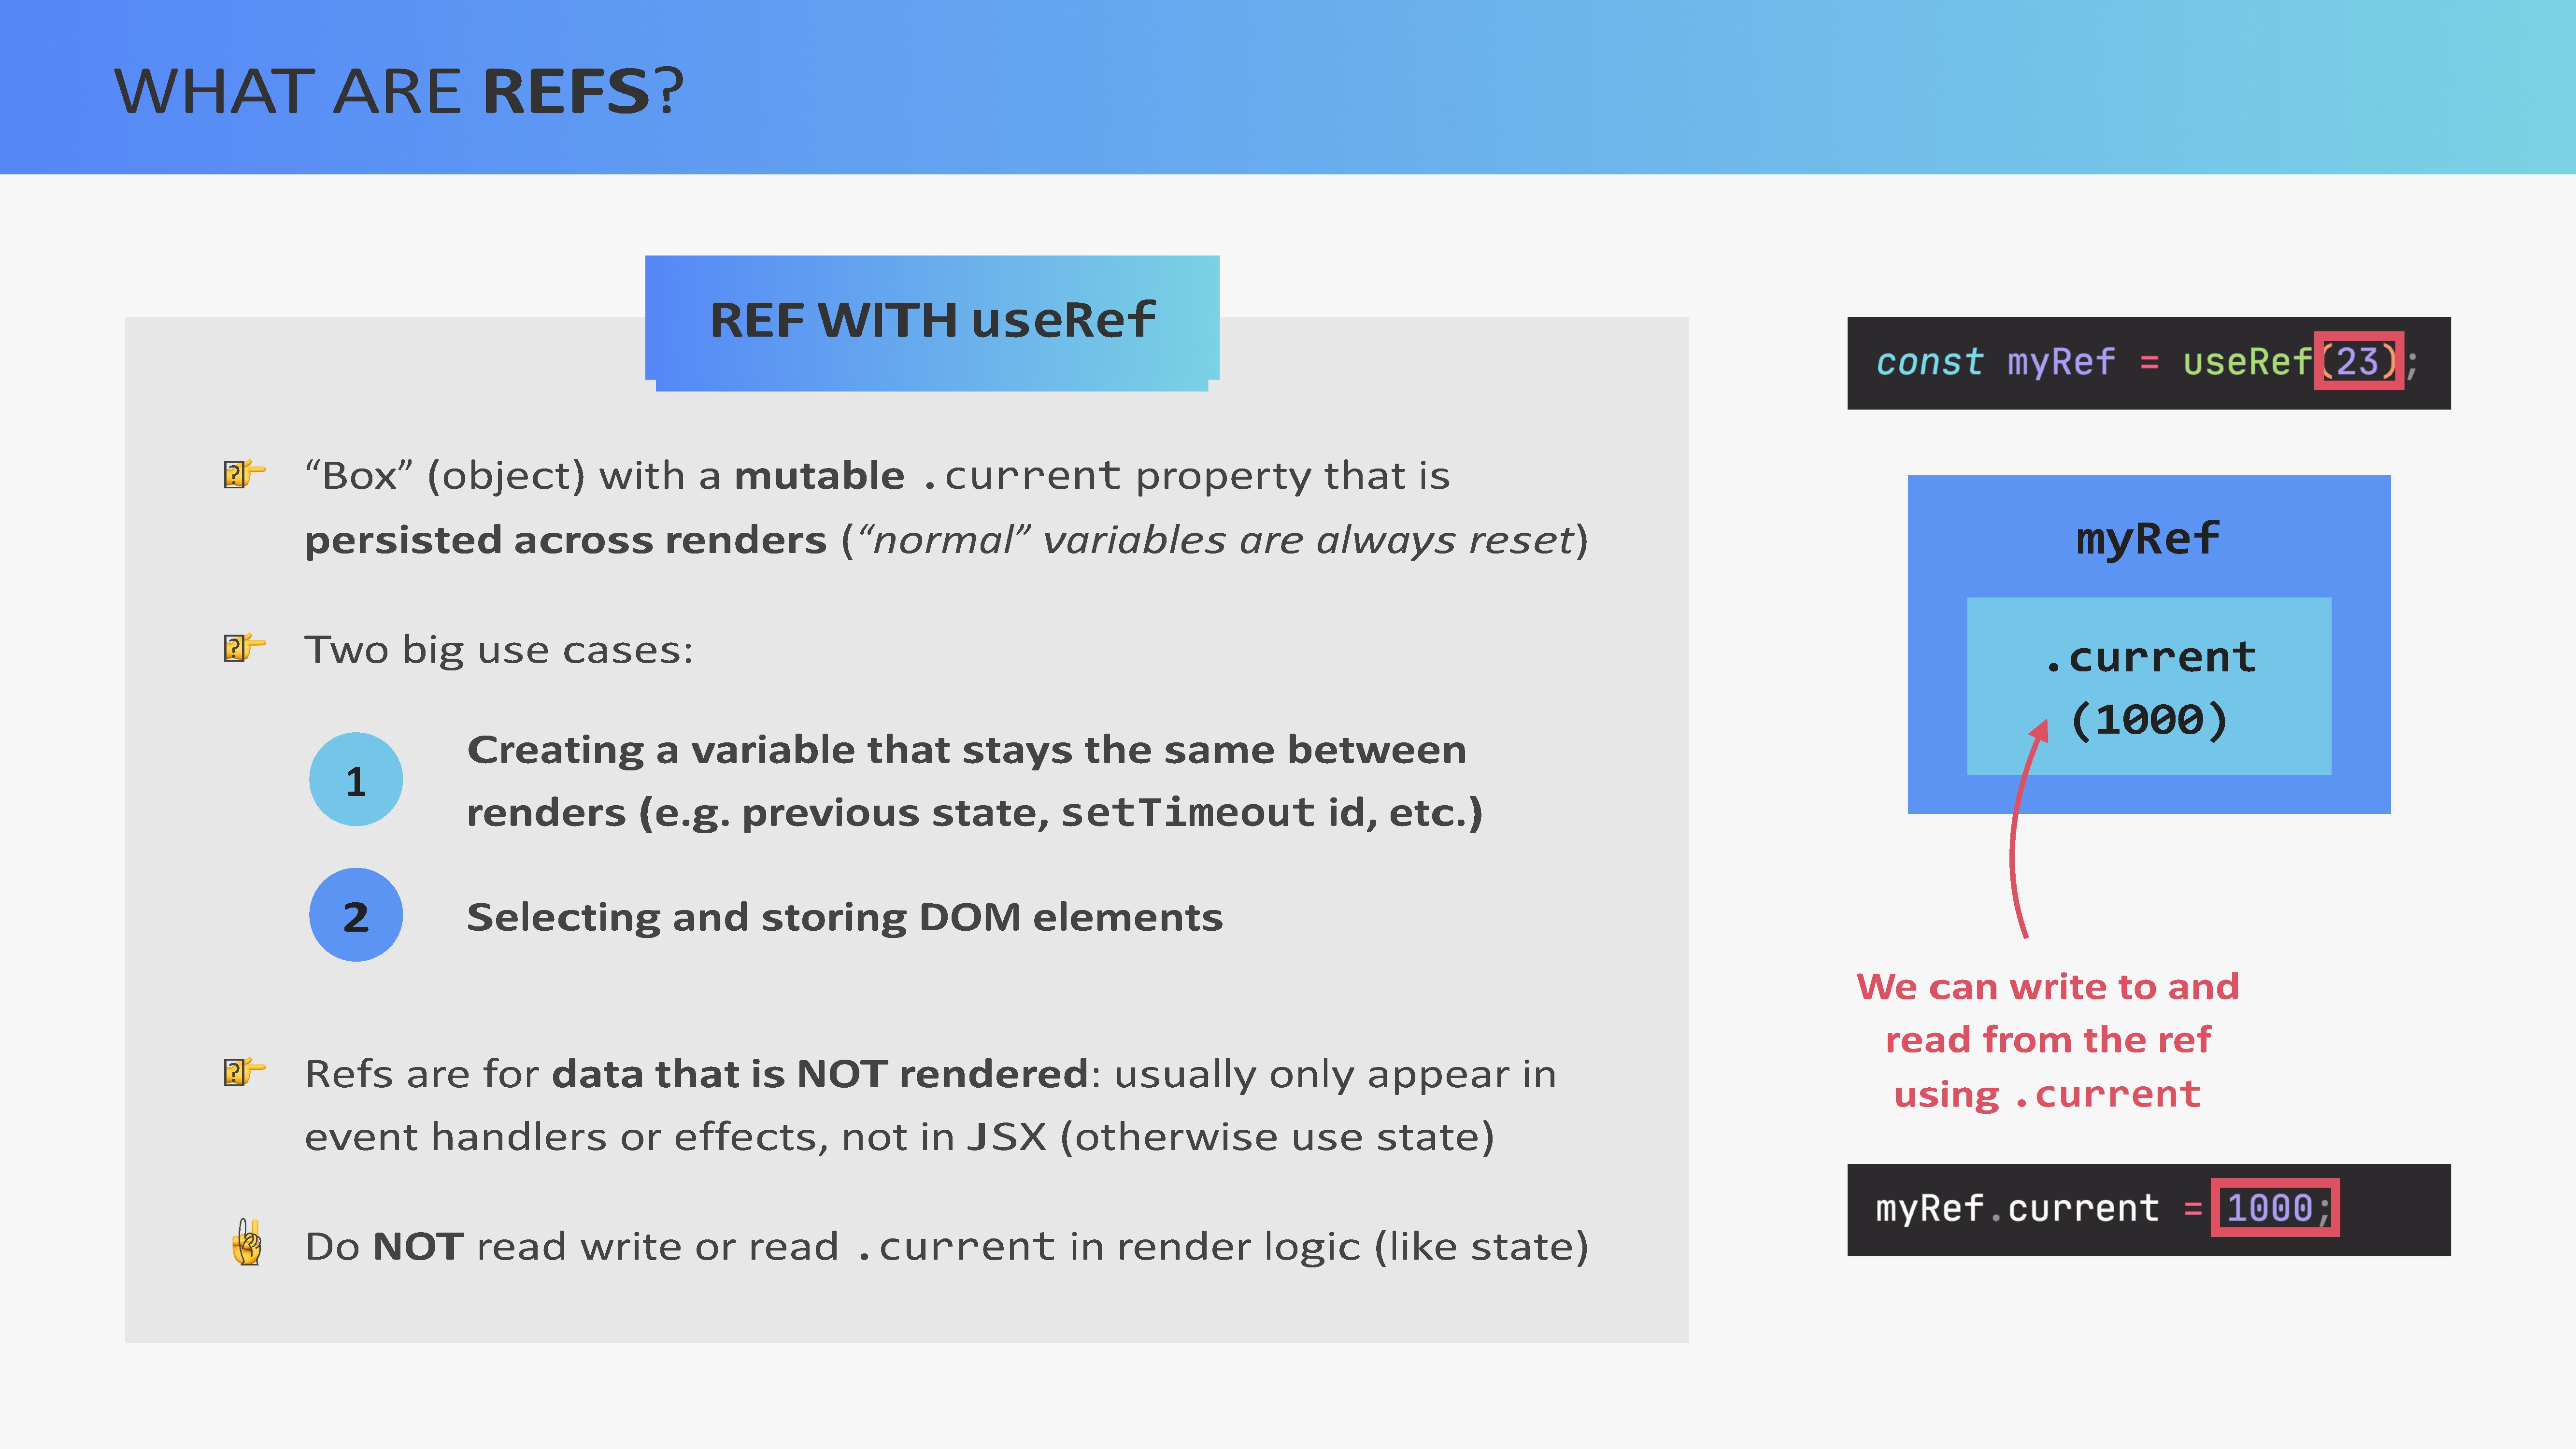 WHAT ARE REFS?
REF WITH useRef
“Box” (object) with a mutable .current property that is
persisted across renders (“normal” variables are always reset)
Two big use cases:
1
Creating a variable that stays the same between
renders (e.g. previous state, setTimeout id, etc.)
2
Selecting and storing DOM elements
Refs are for data that is NOT rendered: usually only appear in
event handlers or effects, not in JSX (otherwise use state)
Do NOT read write or read .current in render logic (like state)
const myRef = useRef(23);
myRef
.current
(1000)
We can write to and
read from the ref
using .current
myRef.current = 1000;